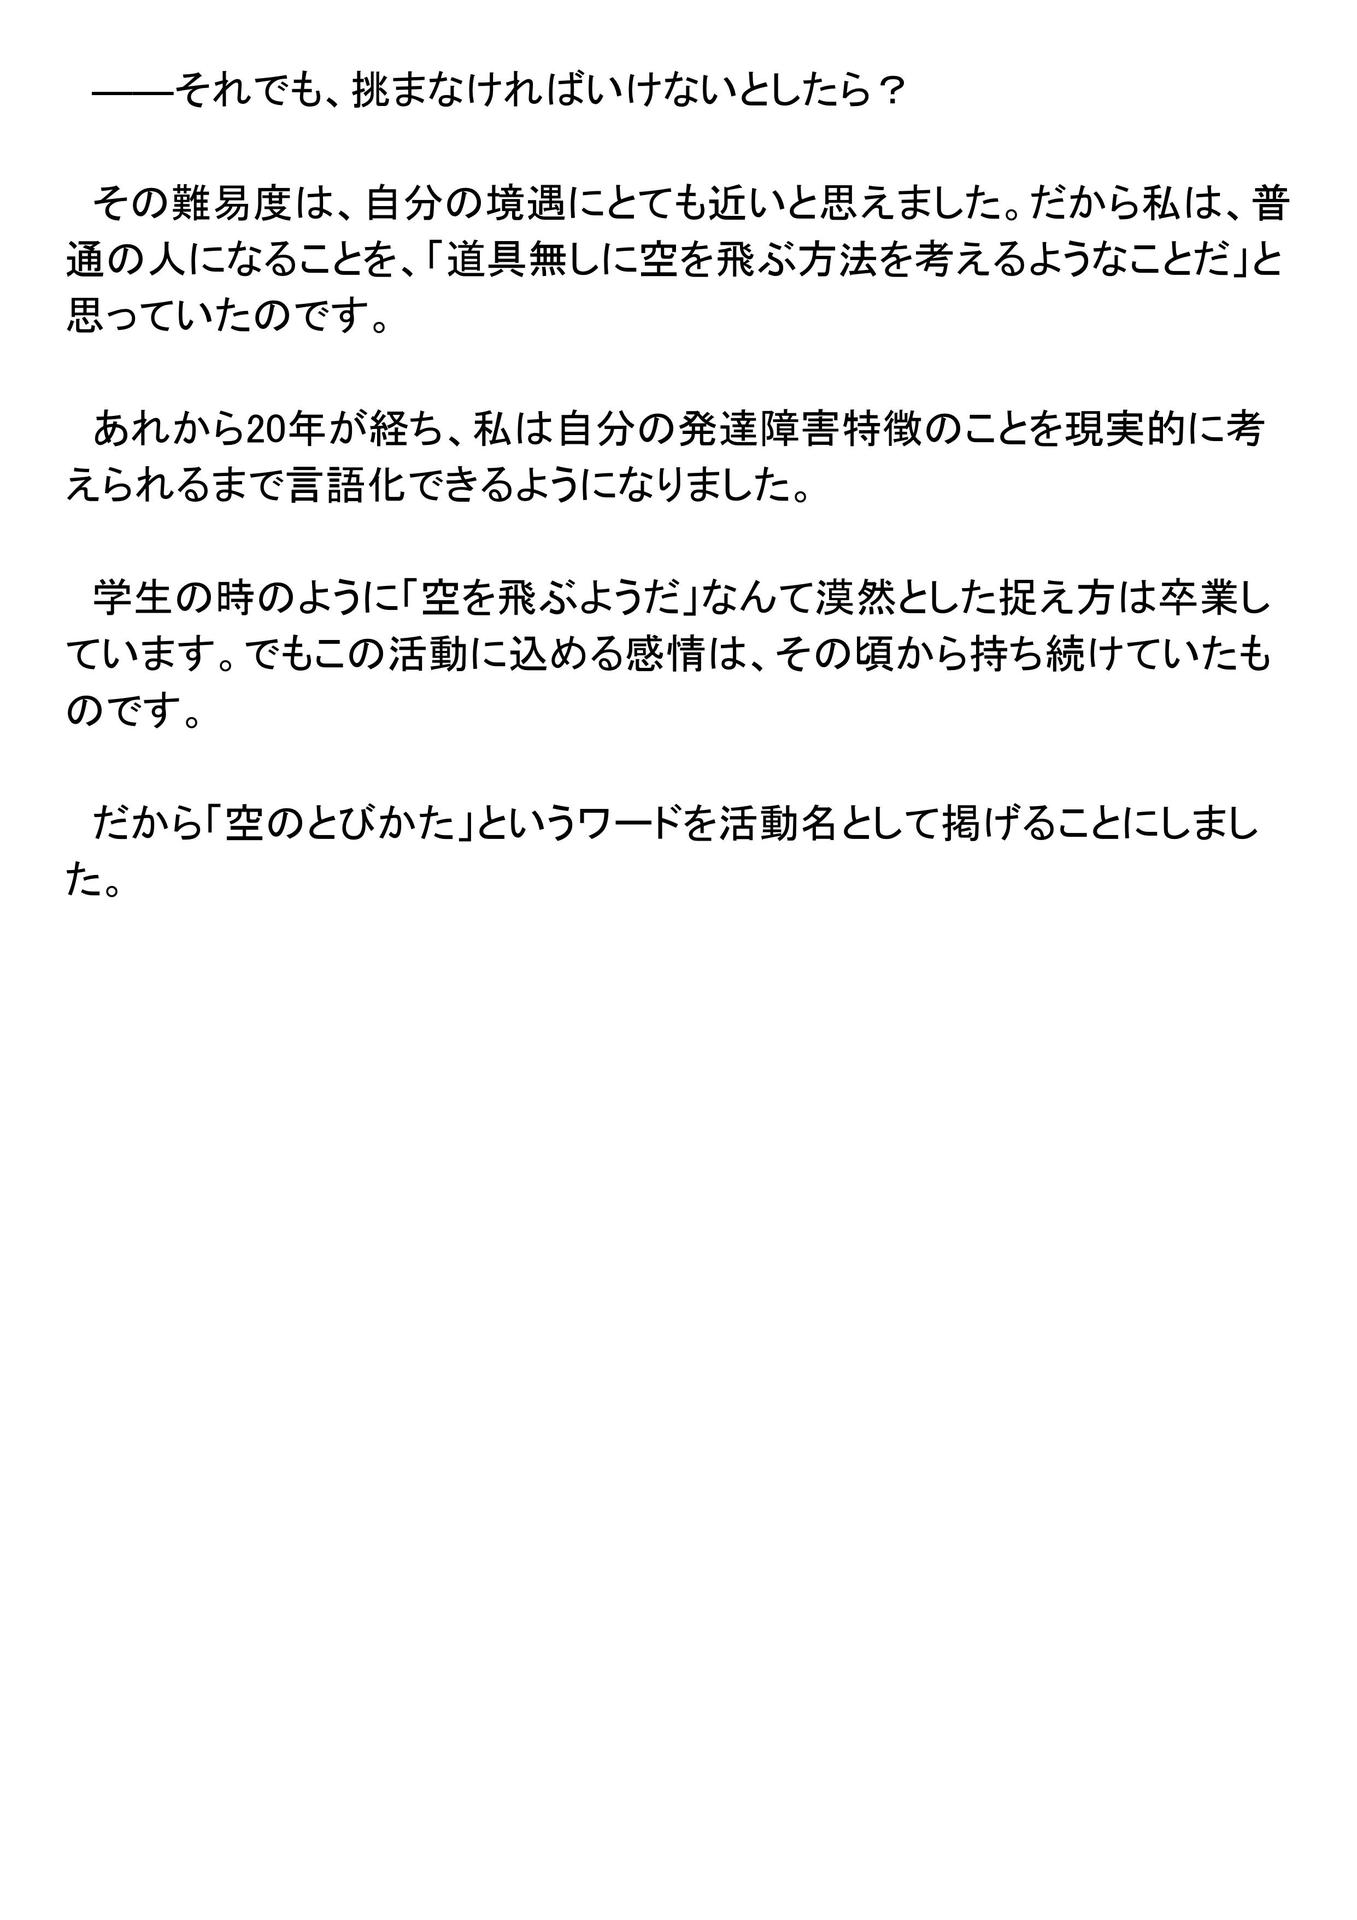 ――それでも、挑まなければいけないとしたら？
その難易度は、自分の境遇にとても近いと思えました。だから私は、普
通の人になることを、「道具無しに空を飛ぶ方法を考えるようなことだ」と
思っていたのです。
あれから20年が経ち、私は自分の発達障害特徴のことを現実的に考
えられるまで言語化できるようになりました。
学生の時のように「空を飛ぶようだ」なんて漠然とした捉え方は卒業し
ています。でもこの活動に込める感情は、その頃から持ち続けていたも
のです。
だから「空のとびかた」というワードを活動名として掲げることにしまし
た。